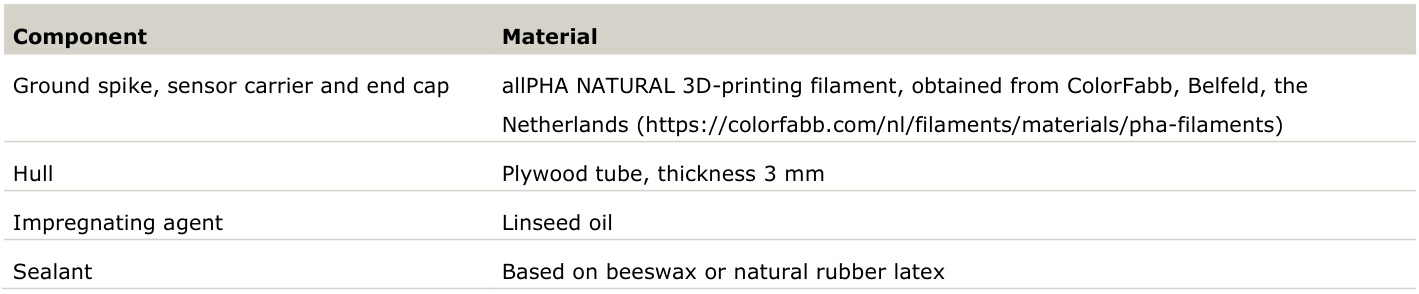 Component Material
Ground spike, sensor carrier and end cap allPHA NATURAL 3D-printing filament, obtained from ColorFabb, Belfeld, the
Netherlands (https://colorfabb.com/nl/filaments/materials/pha-filaments)
Hull Plywood tube, thickness 3 mm
Impregnating agent Linseed oil
Sealant Based on beeswax or natural rubber latex